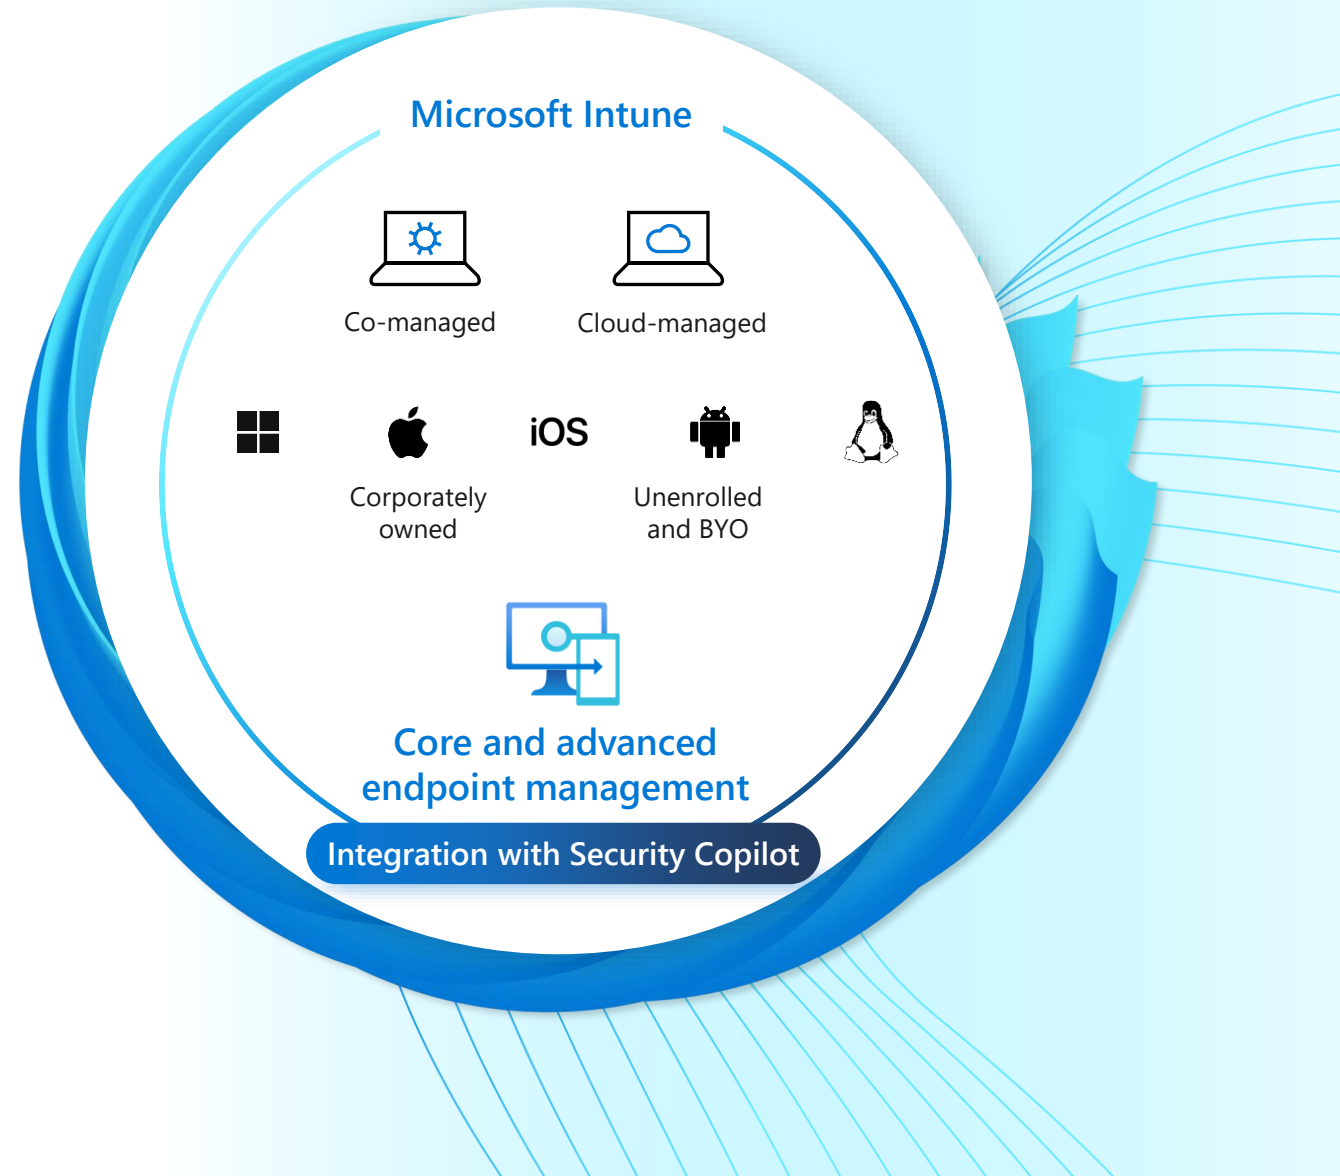 Microsoft Intune
Co-managed
Cloud-managed
iOS
Corporately
owned
Unenrolled
and BYO
Core and advanced
endpoint management
Integration with Security Copilot